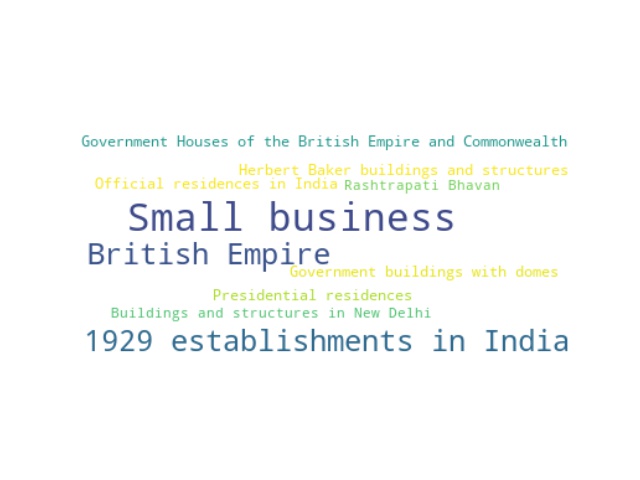 Government Houses of the British Empire and Commonwealth
Herbert Baker buildings and structures
Official residences in India Rashtrapati Bhavan
Small business
British Empire
Government buildings with domes
Presidential residences
Buildings and structures in New Delhi
1929 establishments in India